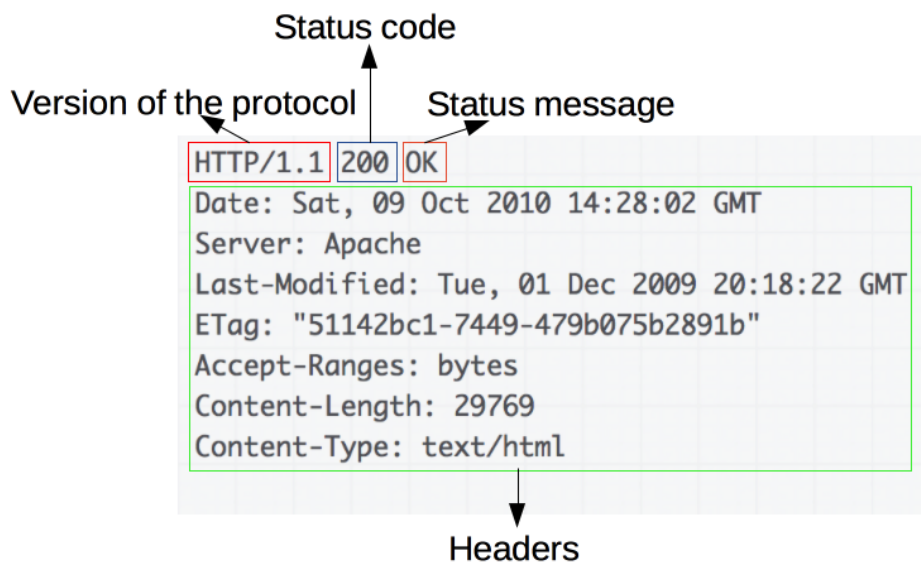 Status code
Version of the protocol
Status message
HTTP/1.1 200 OK
Date: Sat, 09 Oct 2010 14:28:02 GMT
Server: Apache
Last-Modified: Tue, 01 Dec 2009 20:18:22 GMT
ETag: "51142bc1-7449-479b075b2891b"
Accept-Ranges: bytes
Content-Length: 29769
Content-Type: text/html
Headers